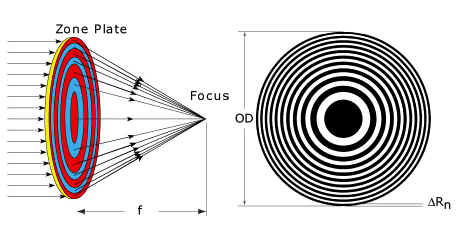 Zone Plate
Focus
OD
f
ΔRn